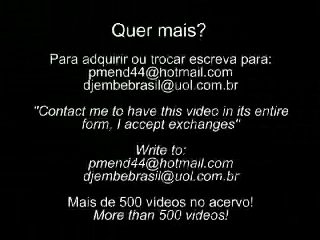 Quer mais?
Para adquirir ou trocar escreva para:
pmend44@hotmail.com
djembebrasil@uol.com.br
"Contact me to have this video in its entire
form, I accept exchanges"
Write to:
pmend44@hotmail.com
djembebrasil@uol.com.br
Mais de 500 videos no acervo!
More than 500 videos!